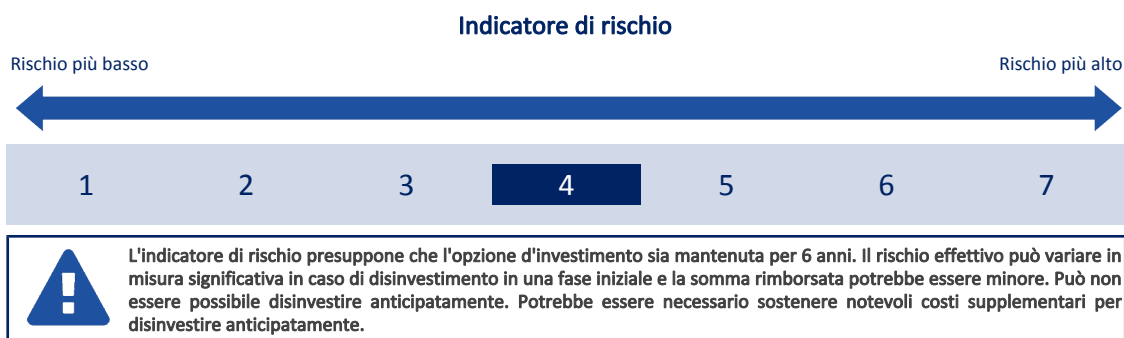 Indicatore di rischio
Rischio più basso Rischio più alto
1 2 3 4 5 6 7
L'indicatore di rischio presuppone che l'opzione d'investimento sia mantenuta per 6 anni. Il rischio effettivo può variare in
misura significativa in caso di disinvestimento in una fase iniziale e la somma rimborsata potrebbe essere minore. Può non
essere possibile disinvestire anticipatamente. Potrebbe essere necessario sostenere notevoli costi supplementari per
disinvestire anticipatamente.